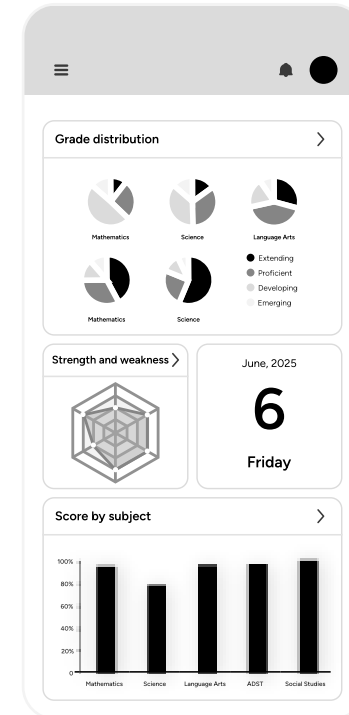 Grade distribution
Mathematics
Science
Language Arts
Extending
Proficient
Developing
Emerging
Mathematics
Science
Strength and weakness
June, 2025
6
Friday
Score by subject
100%
80%
60%
40%
20%
0
Mathematics
Science
Language Arts
ADST
Social Studies